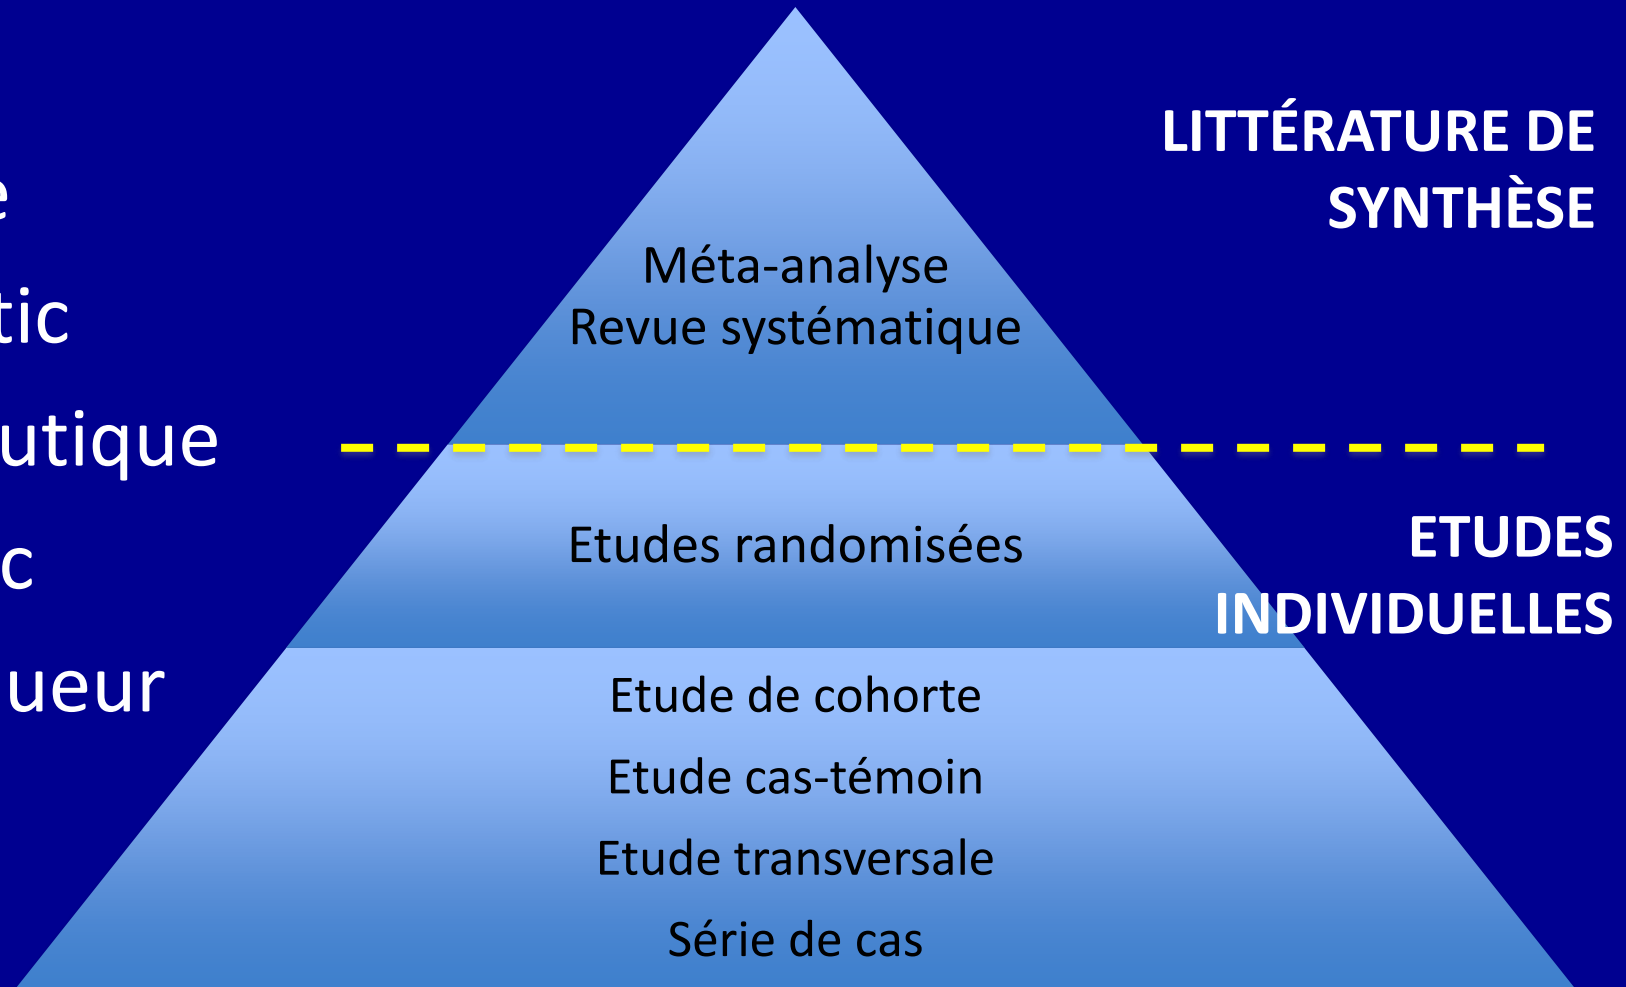 LITTÉRATURE DE
SYNTHÈSE
Méta-analyse
Revue systématique
Etudes randomisées
ETUDES
INDIVIDUELLES
Etude de cohorte
Etude cas-témoin
Etude transversale
Série de cas
e
tic
utique
c
ueur